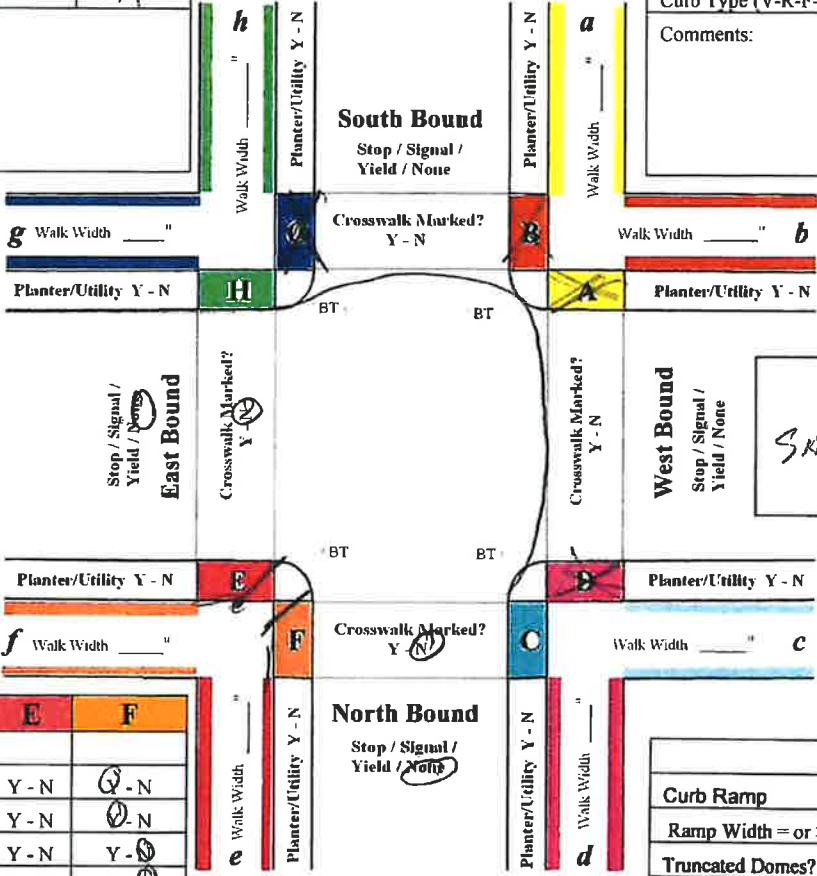 Curb Type (V-R-F-
Comments:
h
Walk Width ____"
Planter/Utility Y - N
South Bound
Stop / Signal /
Yield / None
Planter/Utility Y - N
a
Walk Width ____"
g Walk Width ____"
G
Crosswalk Marked?
Y - N
B
Walk Width ____" b
Planter/Utility Y - N
H
BT
BT
A
Planter/Utility Y - N
Stop / Signal /
Yield / None
East Bound
Crosswalk Marked?
Y - N
Crosswalk Marked?
Y - N
West Bound
Stop / Signal /
Yield / None
BT
BT
Planter/Utility Y - N
E
D
Planter/Utility Y - N
f Walk Width ____"
F
Crosswalk Marked?
Y - N
C
Walk Width ____" c
E F
Y - N Y - N
Y - N Y - N
Y - N Y - N
Walk Width ____"
e
Planter/Utility Y - N
North Bound
Stop / Signal /
Yield / None
Planter/Utility Y - N
Walk Width ____"
d
Curb Ramp
Ramp Width = or
Truncated Domes?